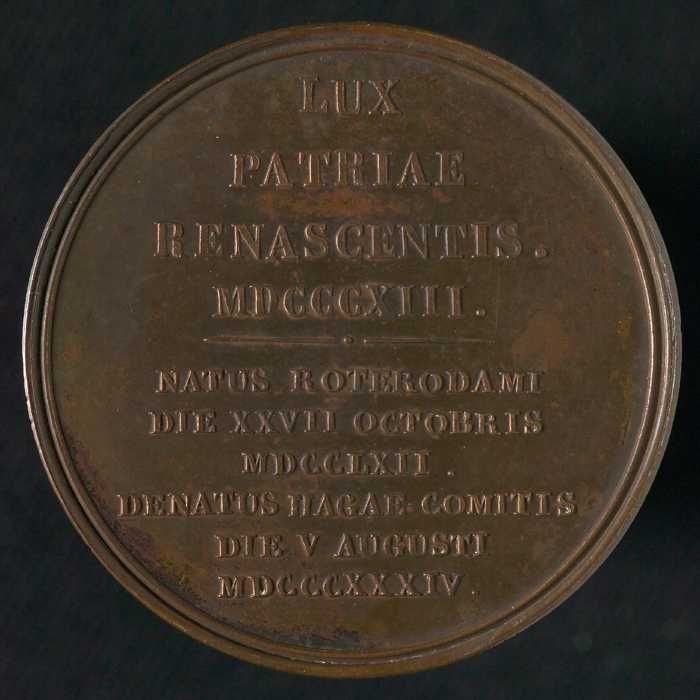 LUX
PATRIAE
RENASCENTIS.
MDCCCXIII.
NATUS ROTERODAMI
DIE XXVII OCTOBRIS
MDCCLXII.
DENATUS HAGAE-COMITIS
DIE V AUGUSTI
MDCCCXXXIV.